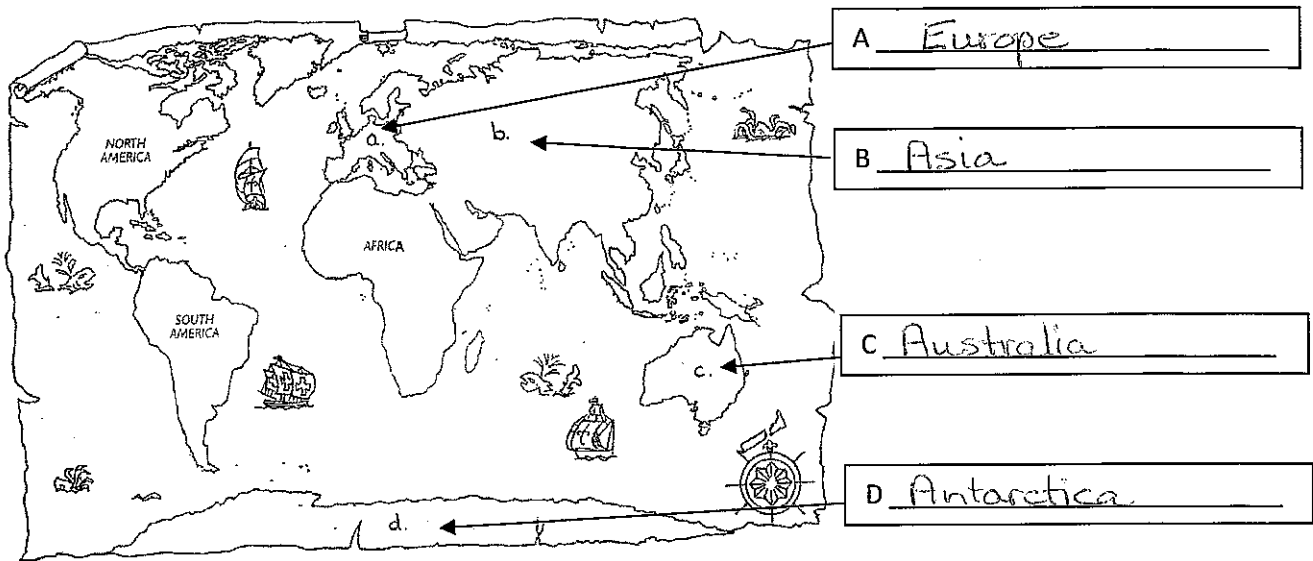 A Europe
a.
b.
NORTH
AMERICA
B Asia
AFRICA
SOUTH
AMERICA
C Australia
c.
D Antarctica
d.